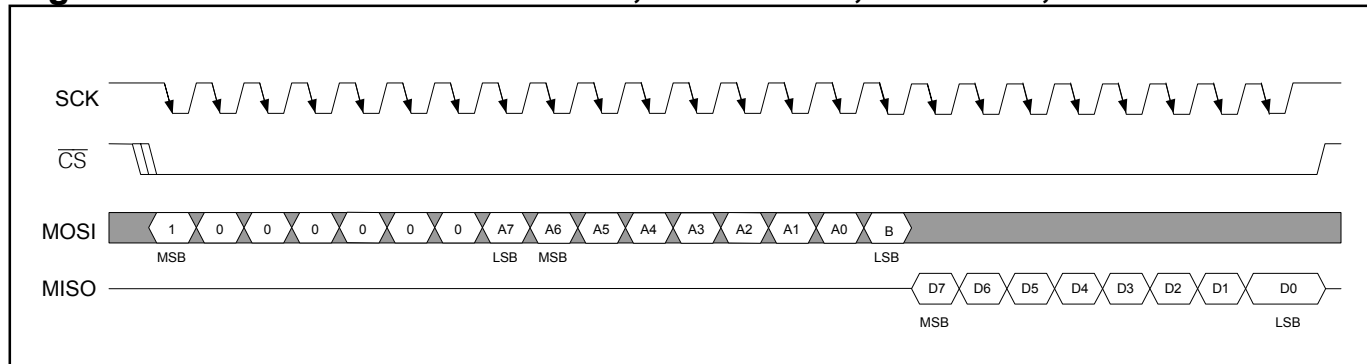 SCK
CS
MOSI 1 0 0 0 0 0 0 A7 A6 A5 A4 A3 A2 A1 A0 B
MSB LSB MSB LSB
MISO D7 D6 D5 D4 D3 D2 D1 D0
MSB LSB